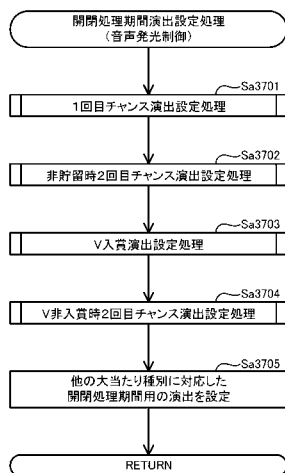 開閉処理期間演出設定処理
(音声発光制御)
Sa3701
1回目チャンス演出設定処理
Sa3702
非貯留時2回目チャンス演出設定処理
Sa3703
V入賞演出設定処理
Sa3704
V非入賞時2回目チャンス演出設定処理
Sa3705
他の大当たり種別に対応した
開閉処理期間用の演出を設定
RETURN